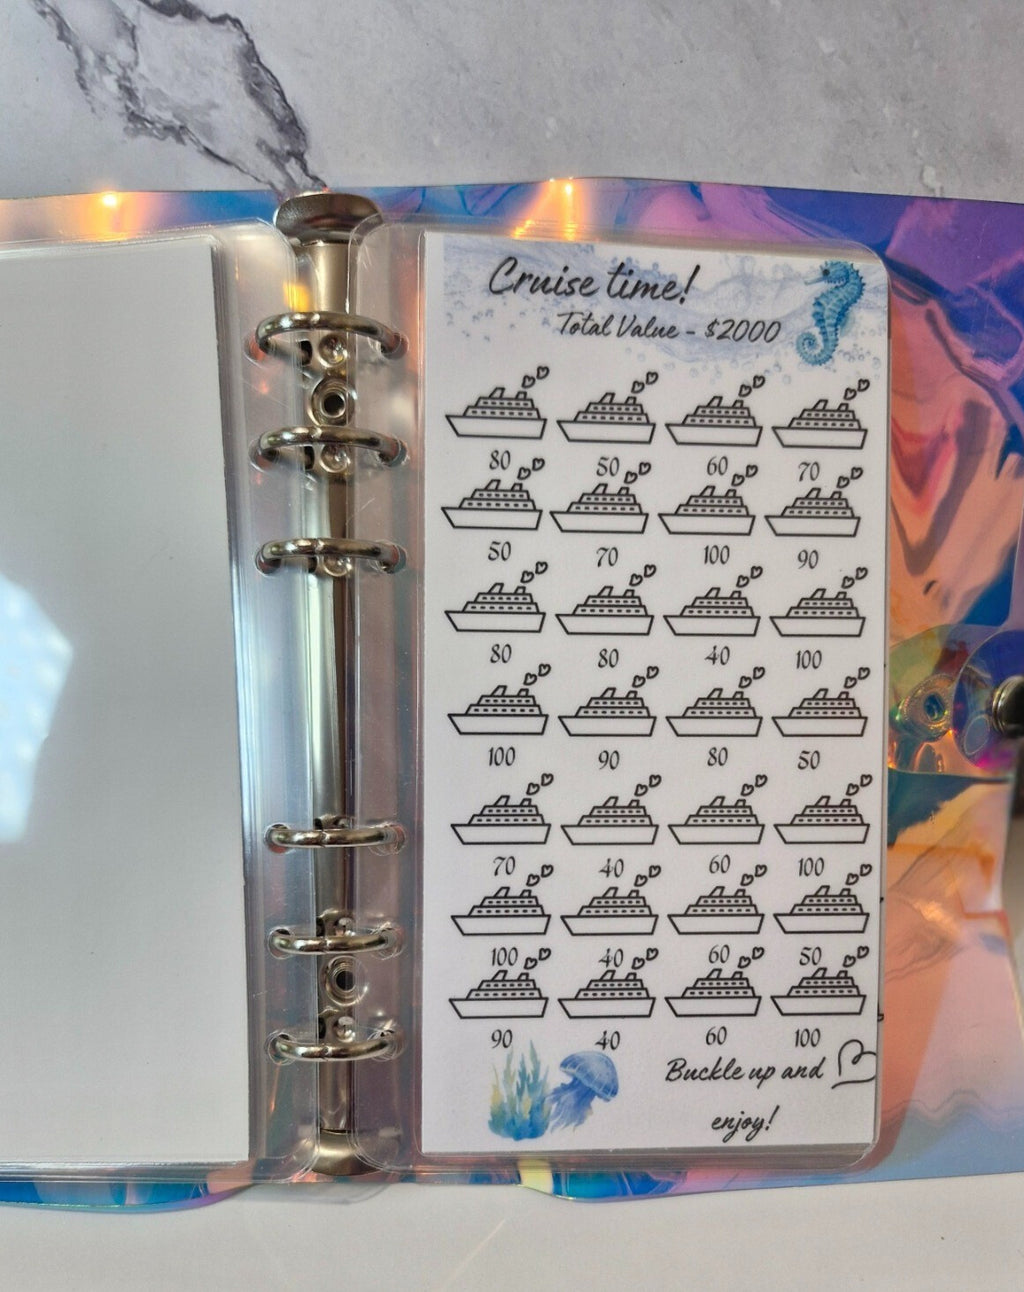 Cruise time!
Total Value - $2000
80 50 60 70
50 70 100 90
80 80 40 100
100 90 80 50
70 40 60 100
100 40 60 50
90 40 60 100
Buckle up and
enjoy!